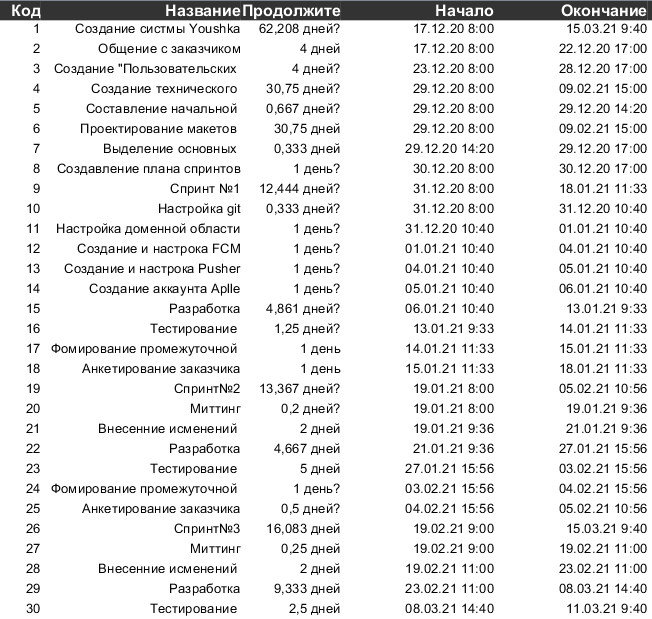 Код Название Продолжите Начало Окончание
1 Создание систмы Youshka 62,208 дней? 17.12.20 8:00 15.03.21 9:40
2 Общение с заказчиком 4 дней 17.12.20 8:00 22.12.20 17:00
3 Создание "Пользовательских 4 дней? 23.12.20 8:00 28.12.20 17:00
4 Создание технического 30,75 дней? 29.12.20 8:00 09.02.21 15:00
5 Составление начальной 0,667 дней? 29.12.20 8:00 29.12.20 14:20
6 Проектирование макетов 30,75 дней 29.12.20 8:00 09.02.21 15:00
7 Выделение основных 0,333 дней 29.12.20 14:20 29.12.20 17:00
8 Создавление плана спринтов 1 день? 30.12.20 8:00 30.12.20 17:00
9 Спринт №1 12,444 дней? 31.12.20 8:00 18.01.21 11:33
10 Настройка git 0,333 дней? 31.12.20 8:00 31.12.20 10:40
11 Настройка доменной области 1 день? 31.12.20 10:40 01.01.21 10:40
12 Создание и настрока FCM 1 день? 01.01.21 10:40 04.01.21 10:40
13 Создание и настрока Pusher 1 день? 04.01.21 10:40 05.01.21 10:40
14 Создание аккаунта Aplle 1 день? 05.01.21 10:40 06.01.21 10:40
15 Разработка 4,861 дней? 06.01.21 10:40 13.01.21 9:33
16 Тестирование 1,25 дней? 13.01.21 9:33 14.01.21 11:33
17 Фомирование промежуточной 1 день 14.01.21 11:33 15.01.21 11:33
18 Анкетирование заказчика 1 день 15.01.21 11:33 18.01.21 11:33
19 Спринт№2 13,367 дней? 19.01.21 8:00 05.02.21 10:56
20 Миттинг 0,2 дней? 19.01.21 8:00 19.01.21 9:36
21 Внесенние исменений 2 дней 19.01.21 9:36 21.01.21 9:36
22 Разработка 4,667 дней 21.01.21 9:36 27.01.21 15:56
23 Тестирование 5 дней 27.01.21 15:56 03.02.21 15:56
24 Фомирование промежуточной 1 день? 03.02.21 15:56 04.02.21 15:56
25 Анкетирование заказчика 0,5 дней? 04.02.21 15:56 05.02.21 10:56
26 Спринт№3 16,083 дней 19.02.21 9:00 15.03.21 9:40
27 Миттинг 0,25 дней 19.02.21 9:00 19.02.21 11:00
28 Внесенние исменений 2 дней 19.02.21 11:00 23.02.21 11:00
29 Разработка 9,333 дней 23.02.21 11:00 08.03.21 14:40
30 Тестирование 2,5 дней 08.03.21 14:40 11.03.21 9:40